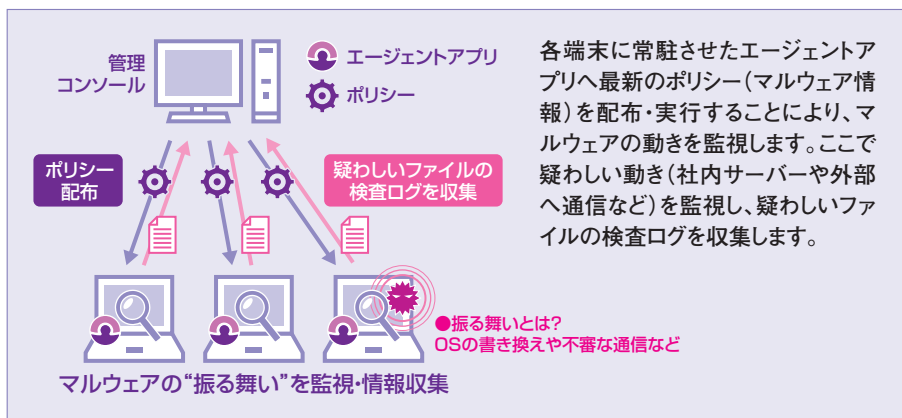 管理
コンソール
エージェントアプリ
ポリシー
ポリシー
配布
疑わしいファイルの
検査ログを収集
●振る舞いとは?
OSの書き換えや不審な通信など
マルウェアの“振る舞い”を監視・情報収集
各端末に常駐させたエージェントア
プリへ最新のポリシー(マルウェア情
報)を配布・実行することにより、マ
ルウェアの動きを監視します。ここで
疑わしい動き(社内サーバーや外部
へ通信など)を監視し、疑わしいファ
イルの検査ログを収集します。